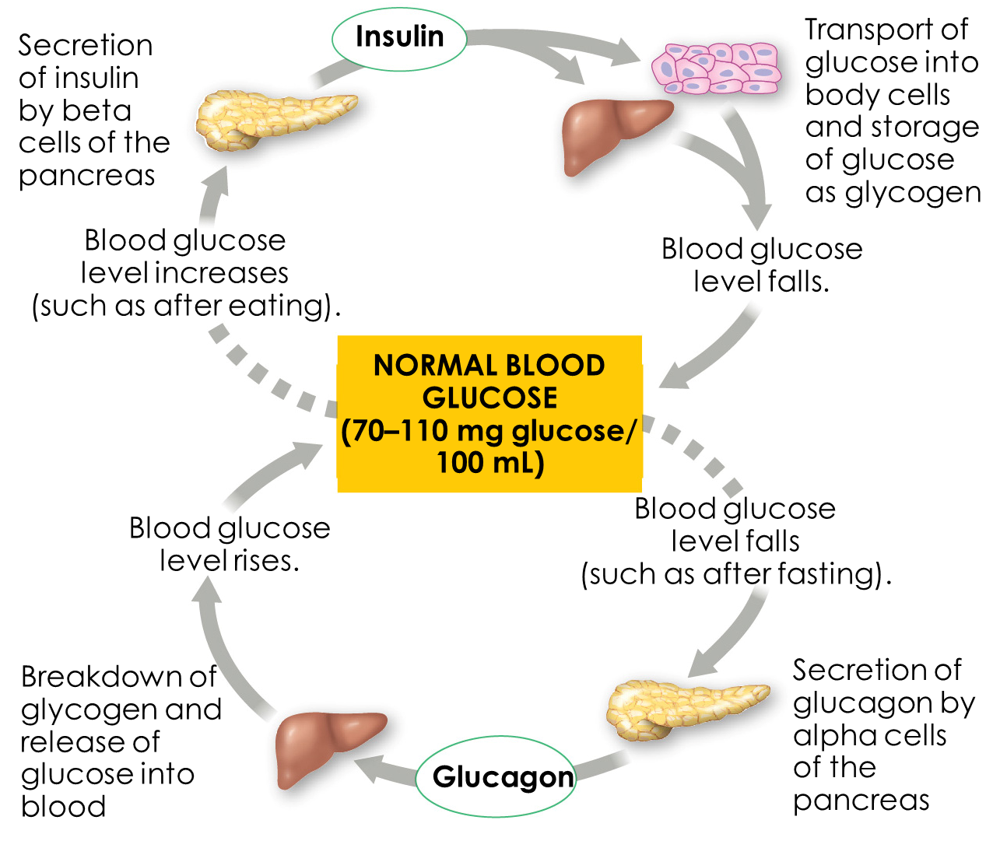 Insulin
Secretion
of insulin
by beta
cells of the
pancreas
Transport of
glucose into
body cells
and storage
of glucose
as glycogen
Blood glucose
level increases
(such as after eating).
Blood glucose
level falls.
NORMAL BLOOD
GLUCOSE
(70–110 mg glucose/
100 mL)
Blood glucose
level falls
(such as after fasting).
Blood glucose
level rises.
Secretion of
glucagon by
alpha cells
of the
pancreas
Breakdown of
glycogen and
release of
glucose into
blood
Glucagon